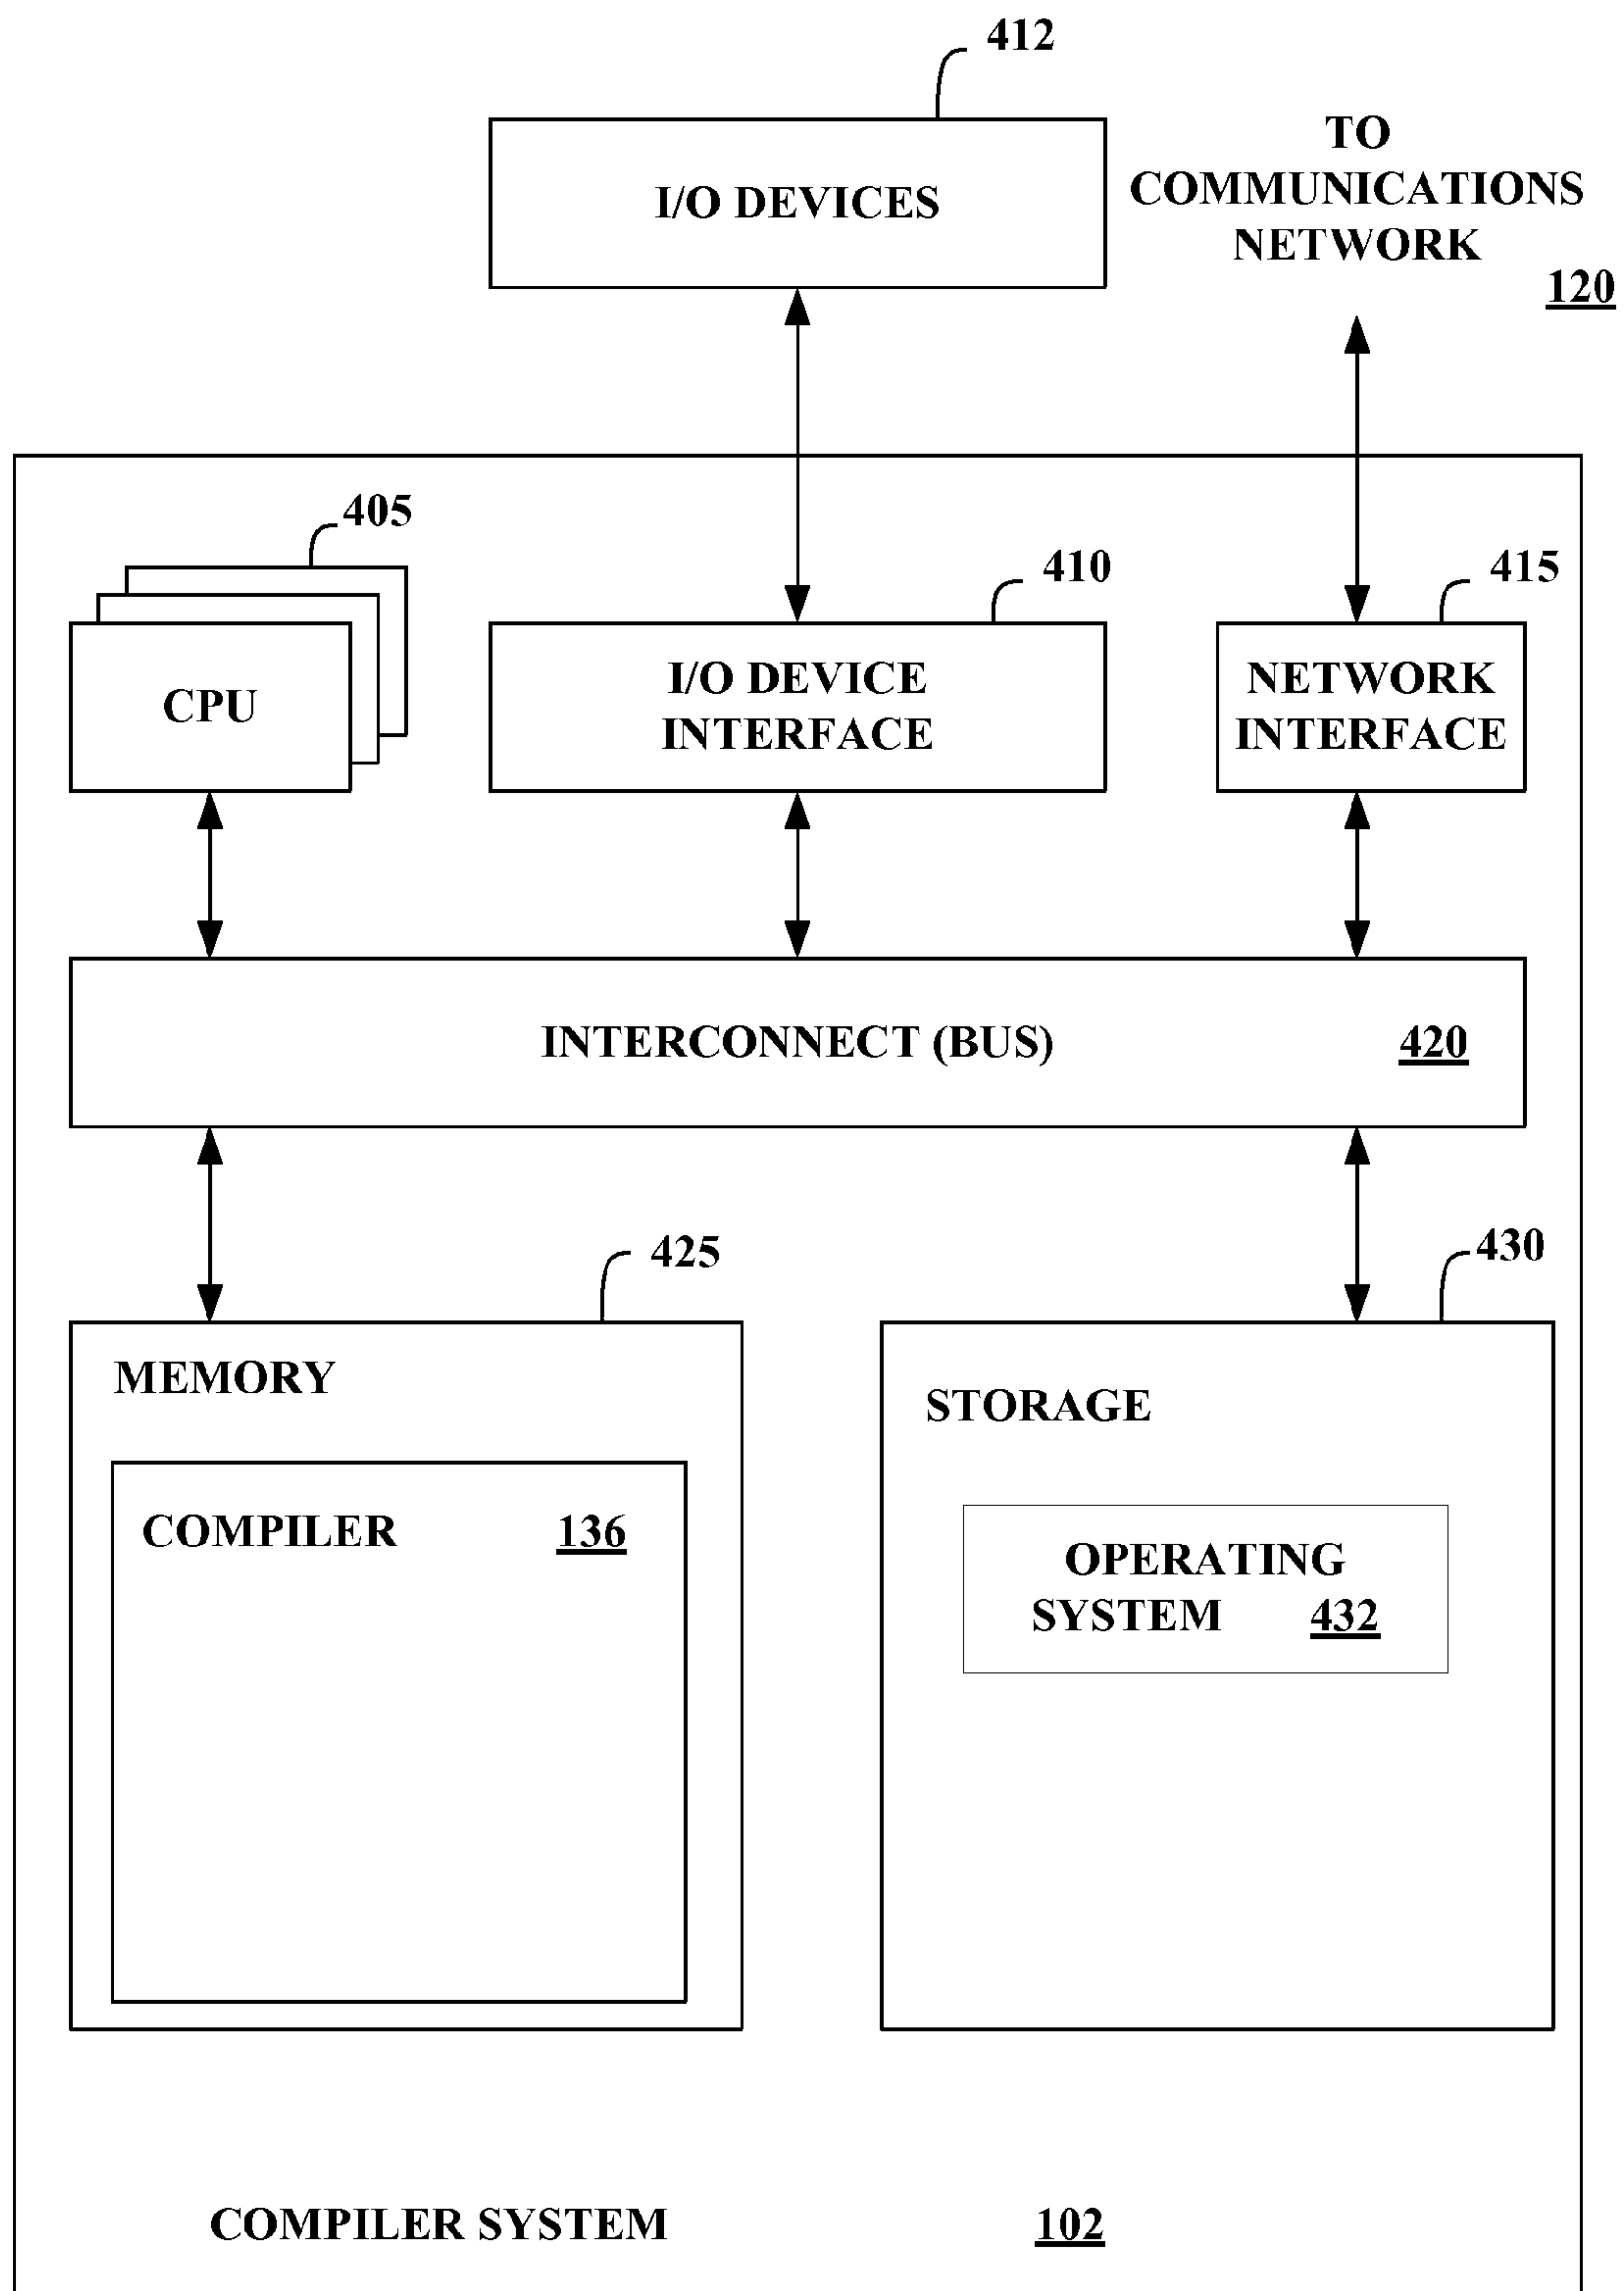 412
I/O DEVICES
TO
COMMUNICATIONS
NETWORK
120
405
410
415
CPU
I/O DEVICE
INTERFACE
NETWORK
INTERFACE
INTERCONNECT (BUS) 420
425
430
MEMORY
STORAGE
COMPILER 136
OPERATING
SYSTEM 432
COMPILER SYSTEM 102